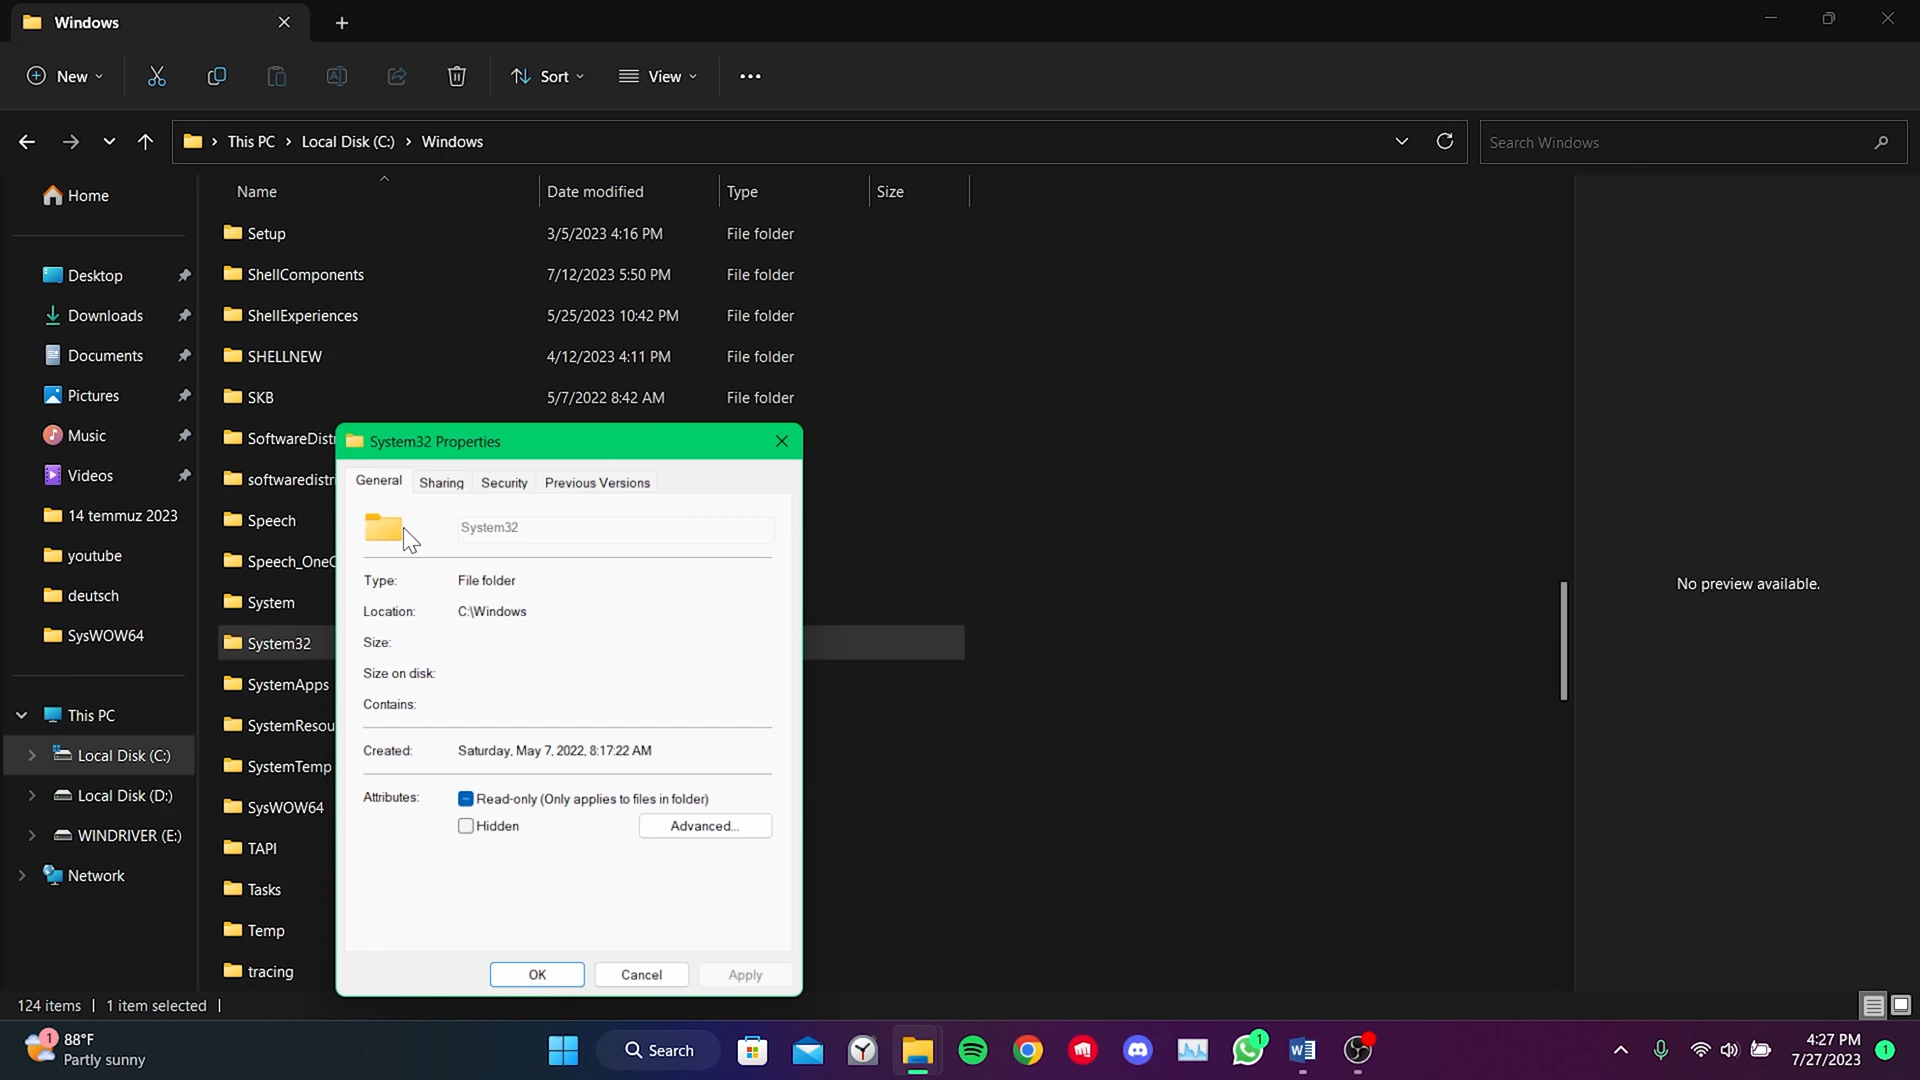 Windows
New
Sort
View
This PC
Local Disk (C:)
Windows
Search Windows
Home
Desktop
Downloads
Documents
Pictures
Music
Videos
14 temmuz 2023
youtube
deutsch
SysWOW64
This PC
Local Disk (C:)
Local Disk (D:)
WINDRIVER (E:)
Network
Name Date modified Type Size
Setup 3/5/2023 4:16 PM File folder
ShellComponents 7/12/2023 5:50 PM File folder
ShellExperiences 5/25/2023 10:42 PM File folder
SHELLNEW 4/12/2023 4:11 PM File folder
SKB 5/7/2022 8:42 AM File folder
SoftwareDistr
softwaredistri
Speech
Speech_OneC
System
System32
SystemApps
SystemResou
SystemTemp
SysWOW64
TAPI
Tasks
Temp
tracing
System32 Properties
General Sharing Security Previous Versions
System32
Type: File folder
Location: C:\Windows
Size:
Size on disk:
Contains:
Created: Saturday, May 7, 2022, 8:17:22 AM
Attributes: Read-only (Only applies to files in folder)
Hidden Advanced...
OK Cancel Apply
No preview available.
124 items 1 item selected
1
88°F
Partly sunny
Search
1
4:27 PM
7/27/2023
1